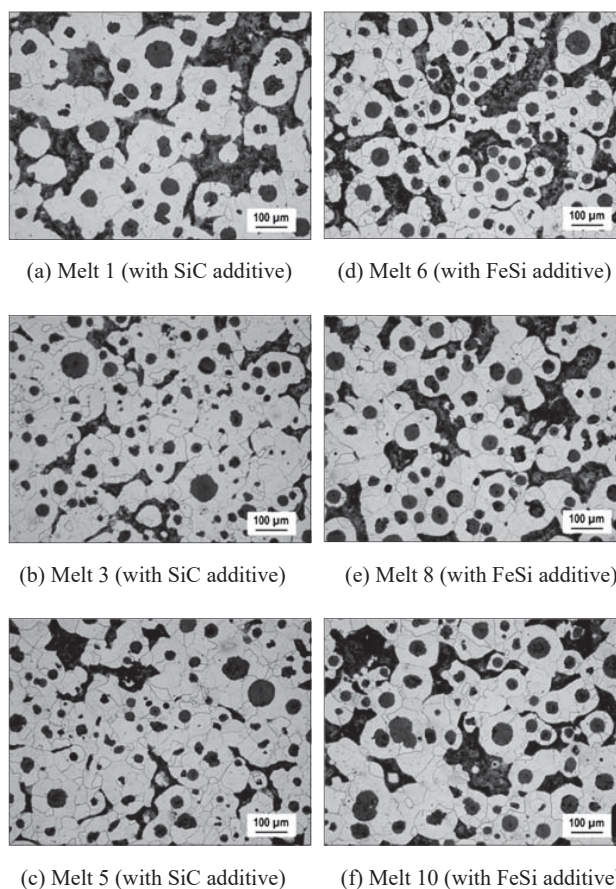 100 µm
100 µm
(a) Melt 1 (with SiC additive)
(d) Melt 6 (with FeSi additive)
100 µm
100 µm
(b) Melt 3 (with SiC additive)
(e) Melt 8 (with FeSi additive)
100 µm
100 µm
(c) Melt 5 (with SiC additive)
(f) Melt 10 (with FeSi additive